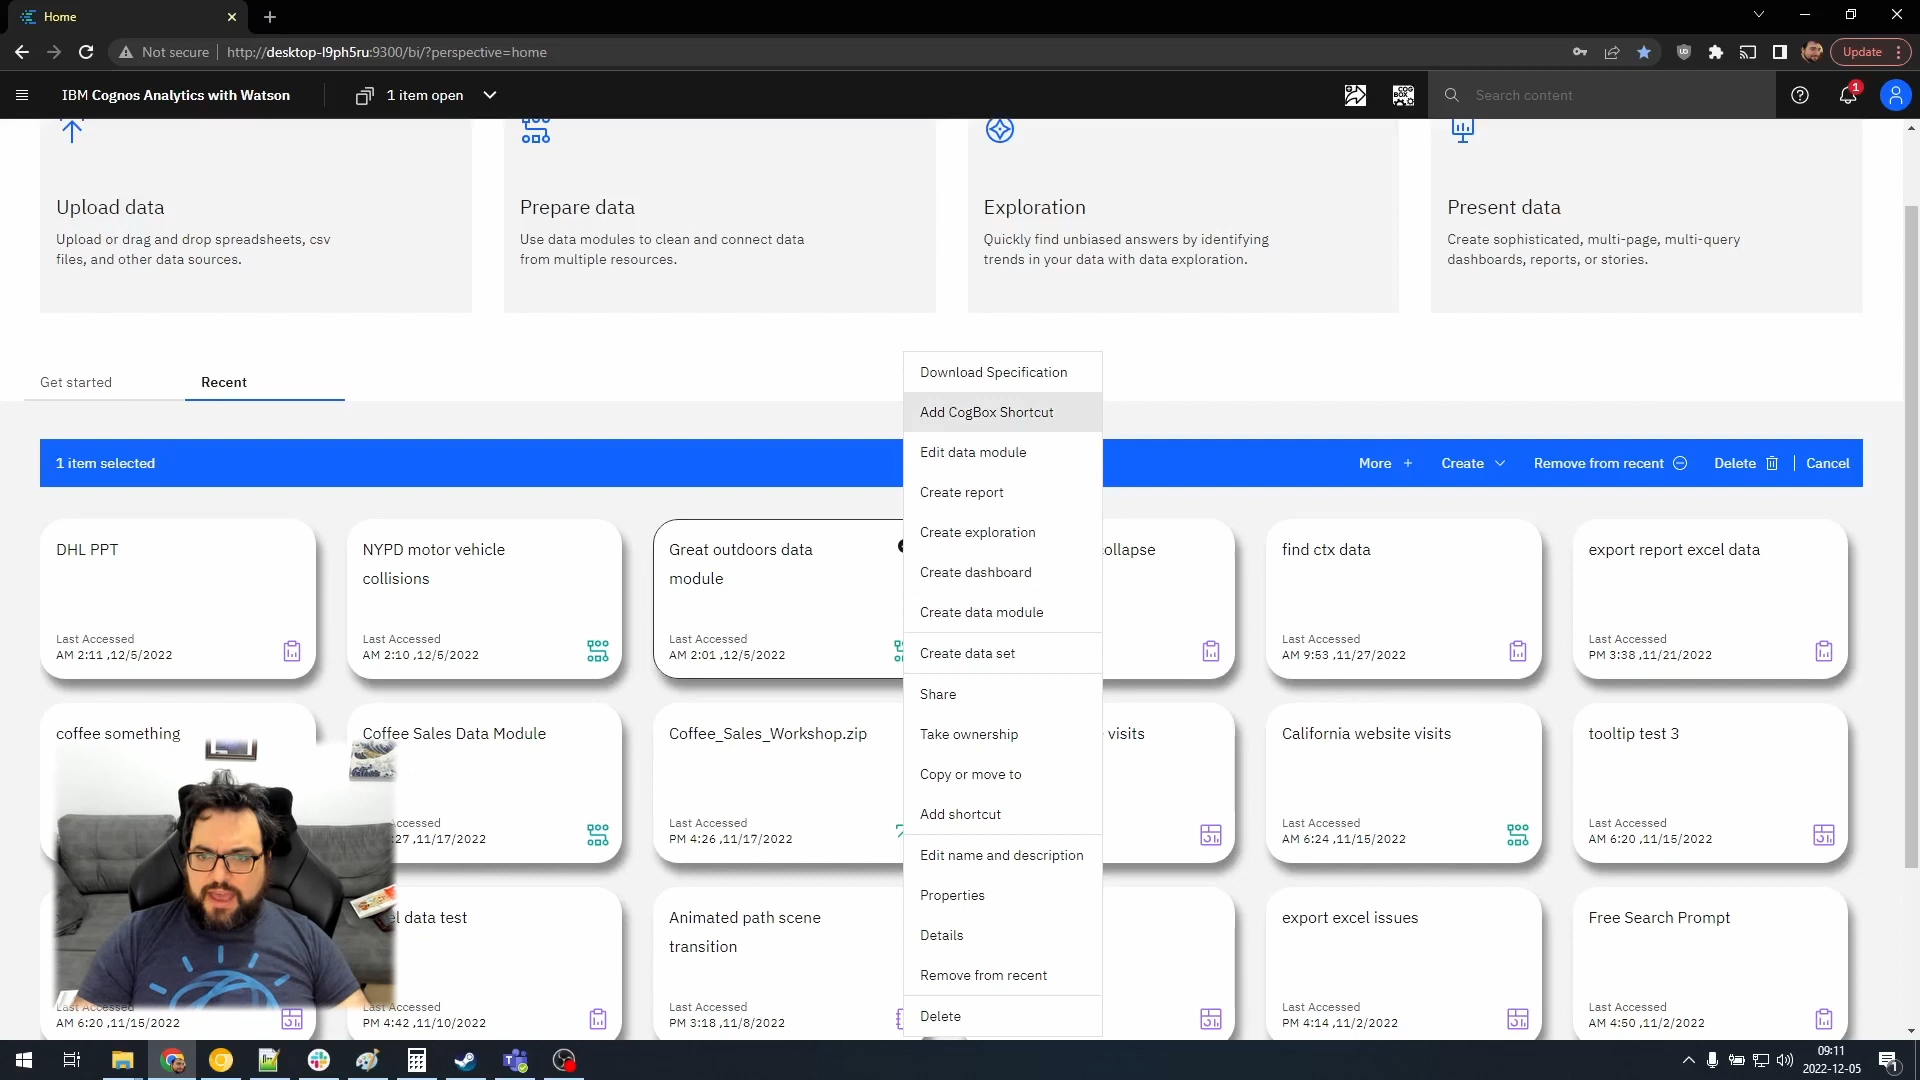 Home
Not secure
http://desktop-l9ph5ru:9300/bi/?perspective=home
Update
IBM Cognos Analytics with Watson
1 item open
Search content
1
Upload data
Upload or drag and drop spreadsheets, csv
files, and other data sources.
Prepare data
Use data modules to clean and connect data
from multiple resources.
Exploration
Quickly find unbiased answers by identifying
trends in your data with data exploration.
Present data
Create sophisticated, multi-page, multi-query
dashboards, reports, or stories.
Get started
Recent
1 item selected
More
Create
Remove from recent
Delete
Cancel
Download Specification
Add CogBox Shortcut
Edit data module
Create report
Create exploration
Create dashboard
Create data module
Create data set
Share
Take ownership
Copy or move to
Add shortcut
Edit name and description
Properties
Details
Remove from recent
Delete
DHL PPT
Last Accessed
AM 2:11 ,12/5/2022
NYPD motor vehicle
collisions
Last Accessed
AM 2:10 ,12/5/2022
Great outdoors data
module
Last Accessed
AM 2:01 ,12/5/2022
ollapse
find ctx data
Last Accessed
AM 9:53 ,11/27/2022
export report excel data
Last Accessed
PM 3:38 ,11/21/2022
coffee something
Coffee Sales Data Module
ccessed
:27 ,11/17/2022
Coffee_Sales_Workshop.zip
Last Accessed
PM 4:26 ,11/17/2022
visits
California website visits
Last Accessed
AM 6:24 ,11/15/2022
tooltip test 3
Last Accessed
AM 6:20 ,11/15/2022
Last Accessed
AM 6:20 ,11/15/2022
el data test
Last Accessed
PM 4:42 ,11/10/2022
Animated path scene
transition
Last Accessed
PM 3:18 ,11/8/2022
export excel issues
Last Accessed
PM 4:14 ,11/2/2022
Free Search Prompt
Last Accessed
AM 4:50 ,11/2/2022
09:11
2022-12-05
1